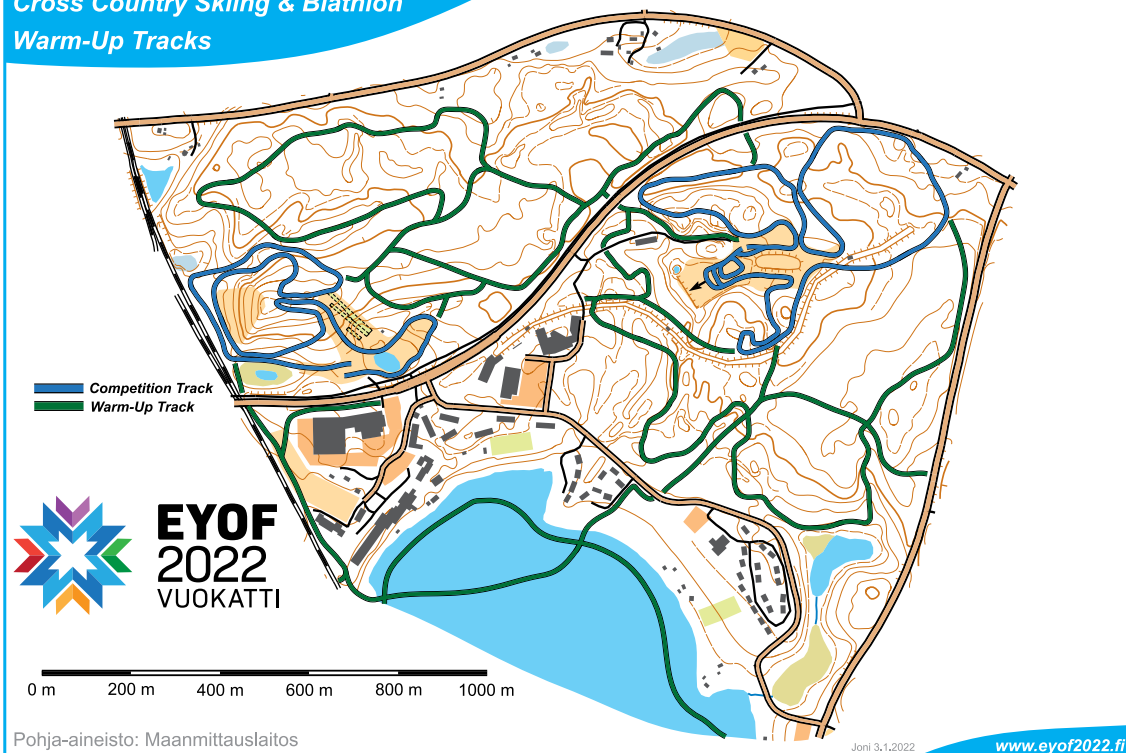 Cross Country Skiing & Biathlon
Warm-Up Tracks
Competition Track
Warm-Up Track
EYOF
2022
VUOKATTI
0 m 200 m 400 m 600 m 800 m 1000 m
Pohja-aineisto: Maanmittauslaitos
Joni 3.1.2022
www.eyof2022.fi